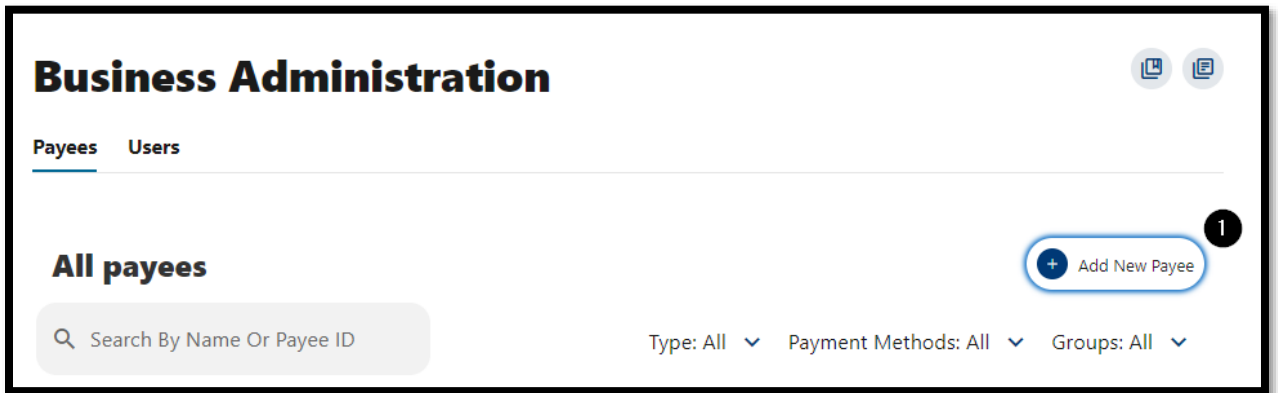 Business Administration
Payees Users
1
All payees
Add New Payee
Search By Name Or Payee ID
Type: All Payment Methods: All Groups: All